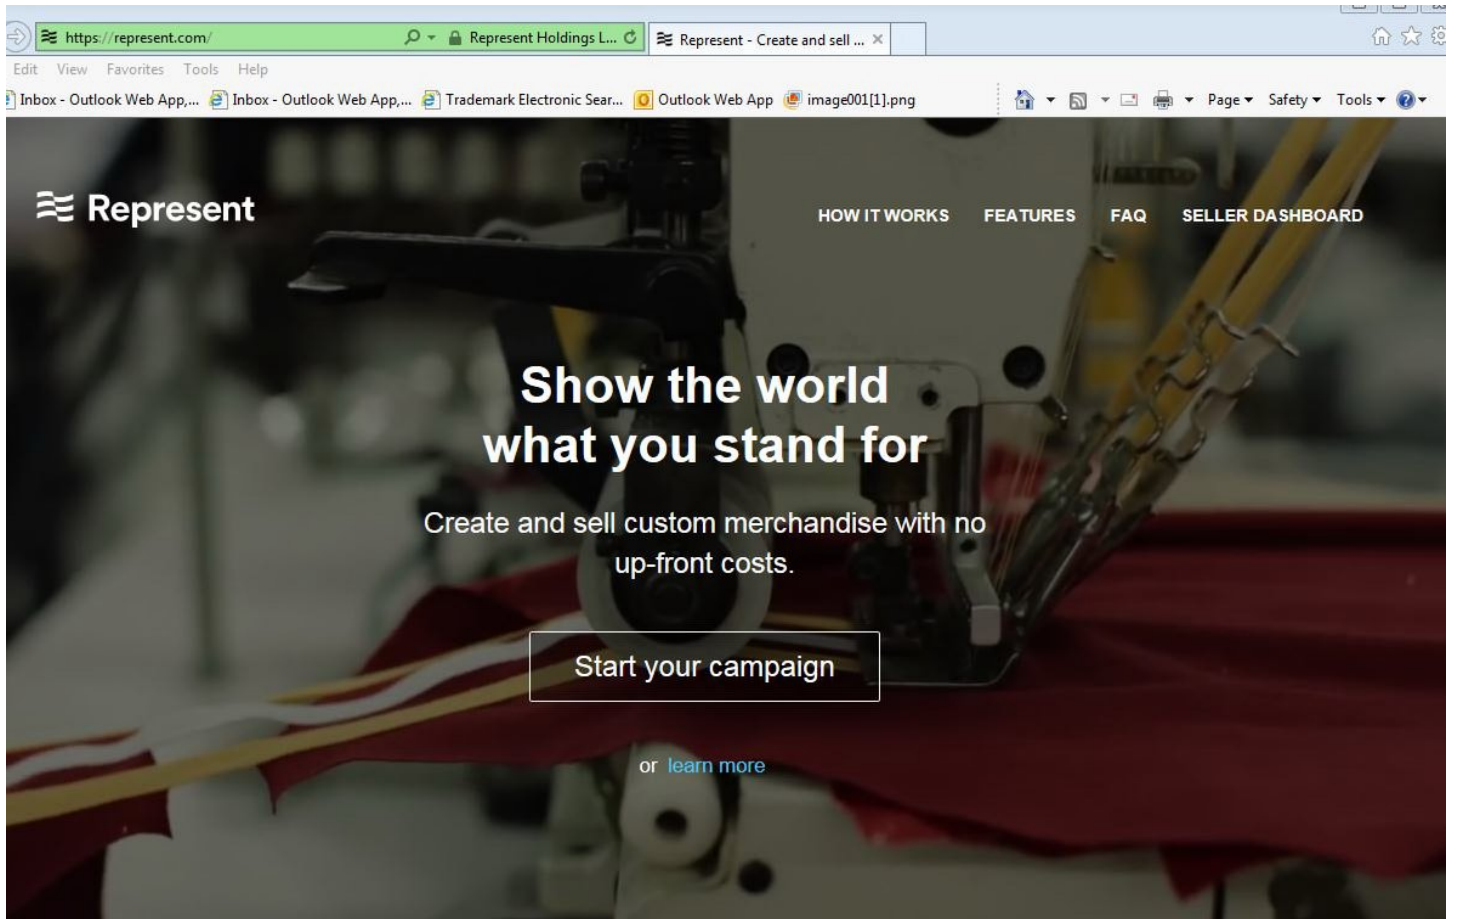 https://represent.com/
Represent Holdings L...
Represent - Create and sell ...
Edit View Favorites Tools Help
Inbox - Outlook Web App,... Inbox - Outlook Web App,... Trademark Electronic Sear... Outlook Web App image001[1].png Page Safety Tools
Represent
HOW IT WORKS FEATURES FAQ SELLER DASHBOARD
Show the world
what you stand for
Create and sell custom merchandise with no
up-front costs.
Start your campaign
or learn more